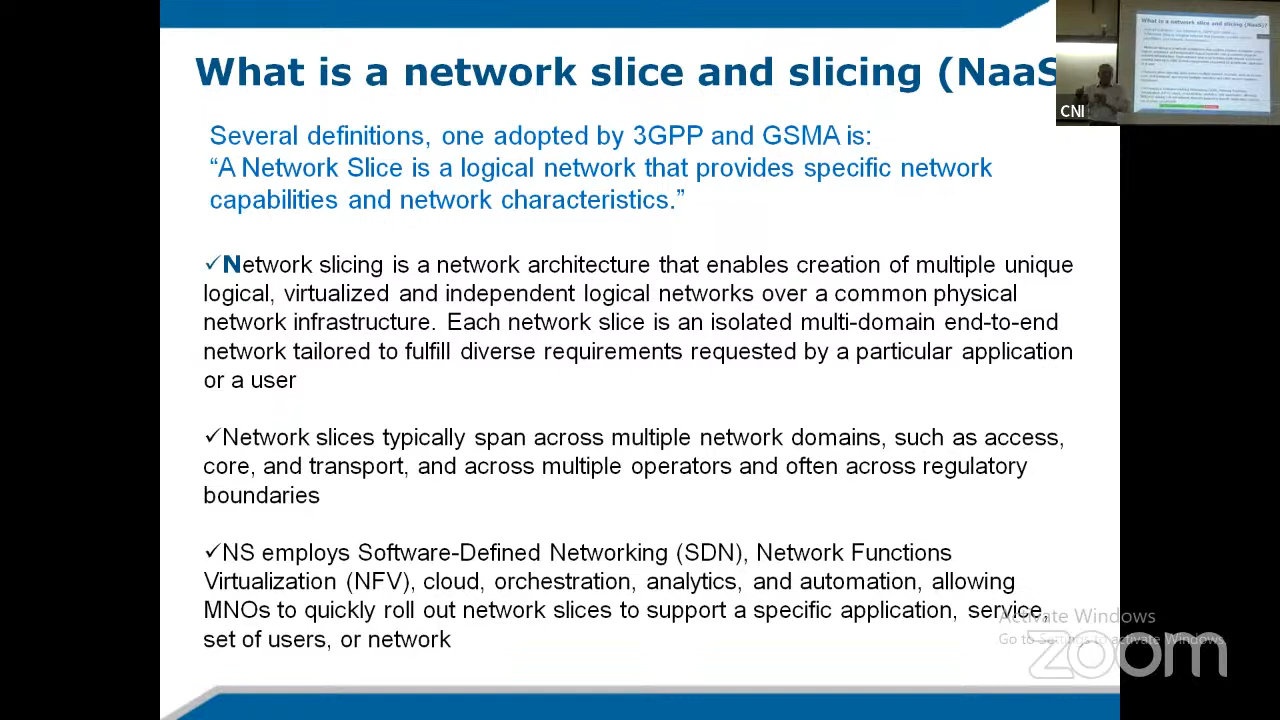 What is a network slice and slicing (NaaS
Several definitions, one adopted by 3GPP and GSMA is:
“A Network Slice is a logical network that provides specific network
capabilities and network characteristics.”
✓Network slicing is a network architecture that enables creation of multiple unique
logical, virtualized and independent logical networks over a common physical
network infrastructure. Each network slice is an isolated multi-domain end-to-end
network tailored to fulfill diverse requirements requested by a particular application
or a user
✓Network slices typically span across multiple network domains, such as access,
core, and transport, and across multiple operators and often across regulatory
boundaries
✓NS employs Software-Defined Networking (SDN), Network Functions
Virtualization (NFV), cloud, orchestration, analytics, and automation, allowing
MNOs to quickly roll out network slices to support a specific application, service,
set of users, or network
What is a network slice and slicing (NaaS)?
CNI
Activate Windows
Go to Settings to activate Windows.
zoom